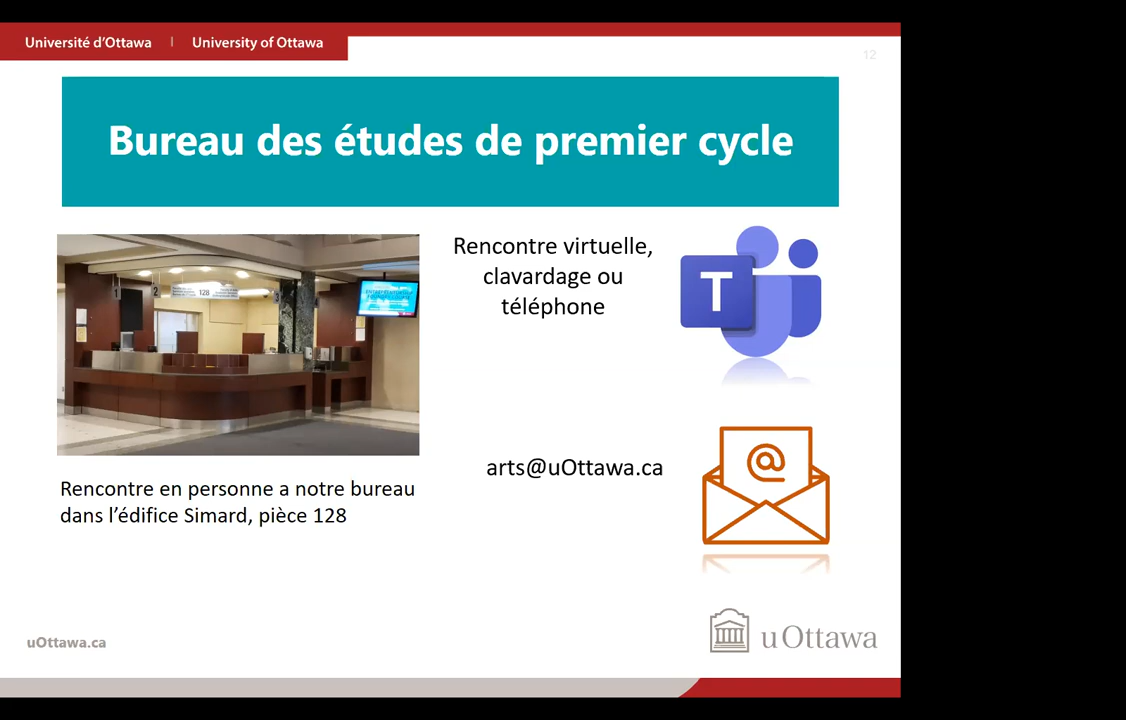 Université d'Ottawa | University of Ottawa
12
Bureau des études de premier cycle
128
Rencontre virtuelle,
clavardage ou
téléphone
T
arts@uOttawa.ca
@
Rencontre en personne a notre bureau
dans l'édifice Simard, pièce 128
uOttawa.ca
uOttawa